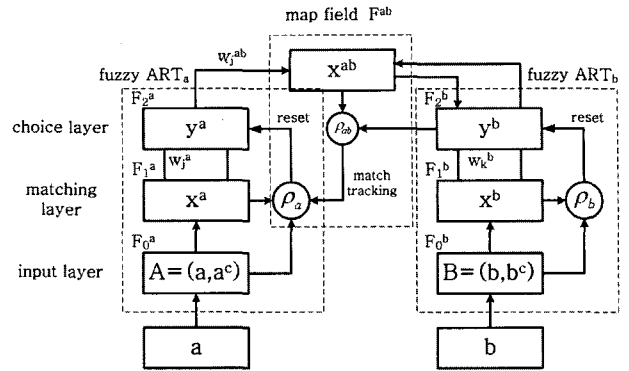 map field F^ab
w_j^ab
x^ab
fuzzy ART_a
fuzzy ART_b
F_2^a
F_2^b
choice layer
y^a
reset
ρ_ab
y^b
reset
F_1^a
w_j^a
match
tracking
F_1^b
w_k^b
matching
layer
x^a
ρ_a
x^b
ρ_b
F_0^a
F_0^b
input layer
A=(a,a^c)
B=(b,b^c)
a
b